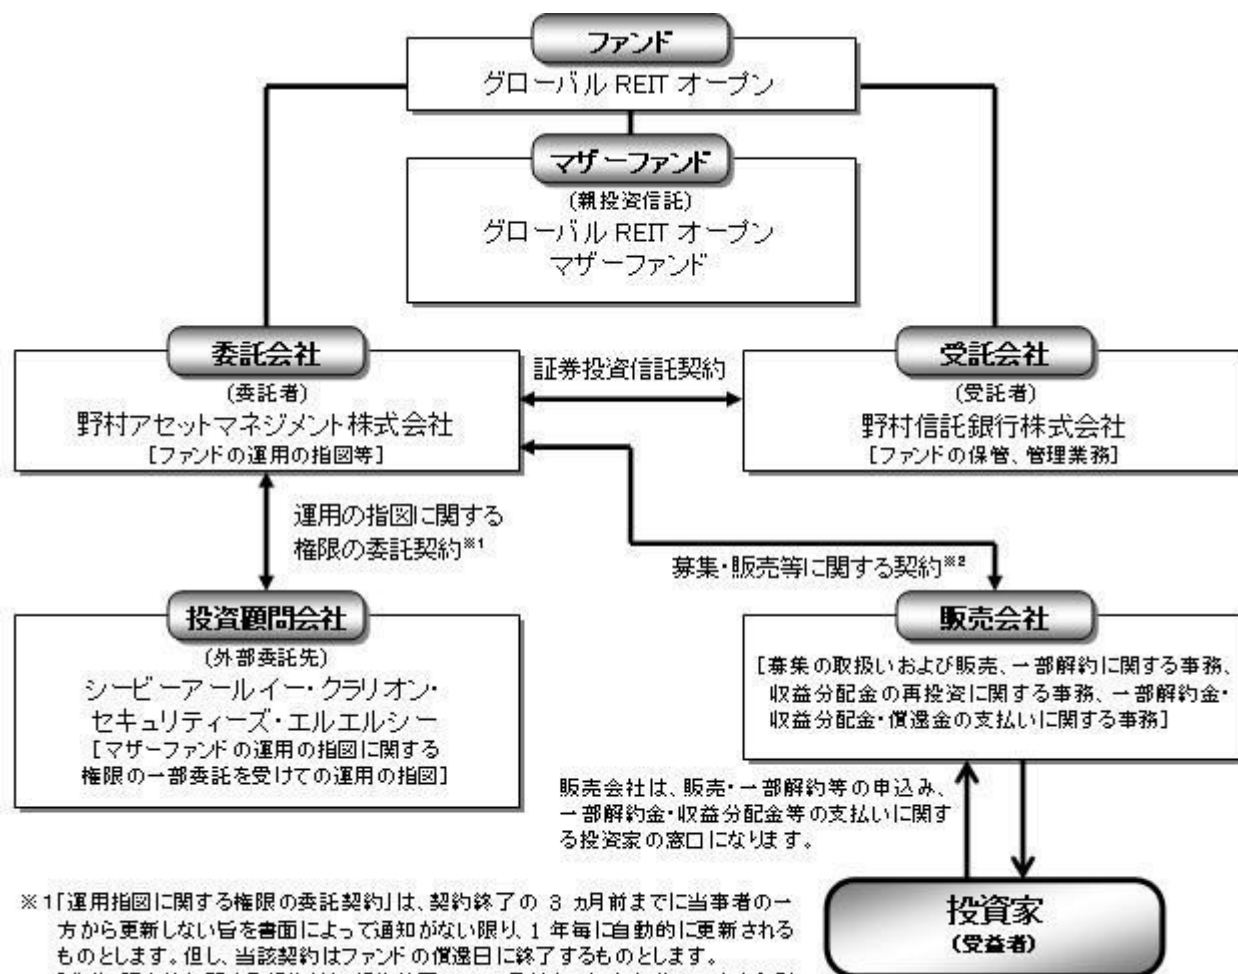 ファンド
グローバル REIT オープン
マザーファンド
(親投資信託)
グローバル REIT オープン
マザーファンド
委託会社
(委託者)
野村アセットマネジメント株式会社
[ファンドの運用の指図等]
証券投資信託契約
受託会社
(受託者)
野村信託銀行株式会社
[ファンドの保管、管理業務]
運用の指図に関する
権限の委託契約※1
募集・販売等に関する契約※2
投資顧問会社
(外部委託先)
シービーアールイー・クラリオン・
セキュリティーズ・エルエルシー
[マザーファンドの運用の指図に関する
権限の一部委託を受けての運用の指図]
販売会社
[募集の取扱いおよび販売、一部解約に関する事務、
収益分配金の再投資に関する事務、一部解約金・
収益分配金・償還金の支払いに関する事務]
販売会社は、販売・一部解約等の申込み、
一部解約金・収益分配金等の支払いに関す
る投資家の窓口になります。
投資家
(受益者)
※1「運用指図に関する権限の委託契約」は、契約終了の 3 ヵ月前までに当事者の一
方から更新しない旨を書面によって通知がない限り、1 年毎に自動的に更新される
ものとします。但し、当該契約はファンドの償還日に終了するものとします。